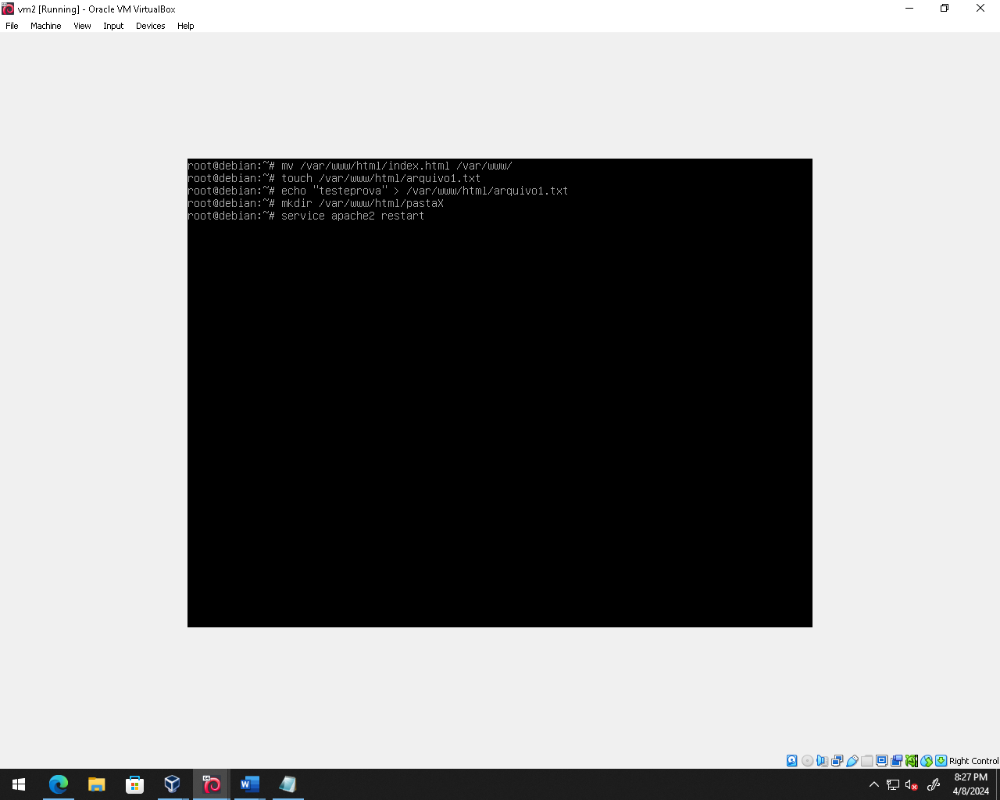 vm2 [Running] - Oracle VM VirtualBox
File Machine View Input Devices Help
root@debian:~# mv /var/www/html/index.html /var/www/
root@debian:~# touch /var/www/html/arquivo1.txt
root@debian:~# echo "testeprova" > /var/www/html/arquivo1.txt
root@debian:~# mkdir /var/www/html/pastaX
root@debian:~# service apache2 restart
Right Control
64
W
8:27 PM
4/8/2024